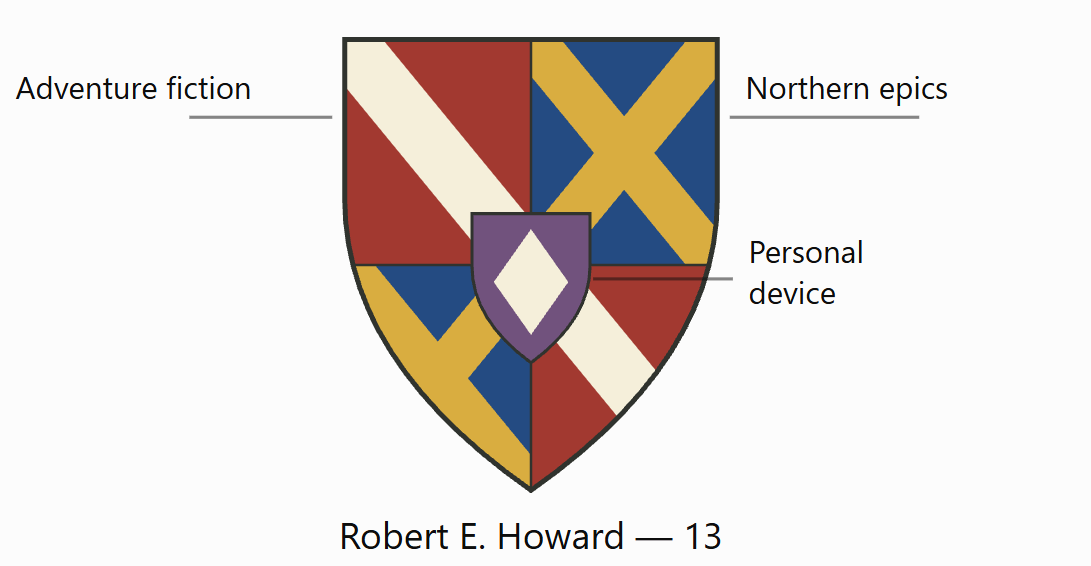 Adventure fiction
Northern epics
Personal
device
Robert E. Howard — 13